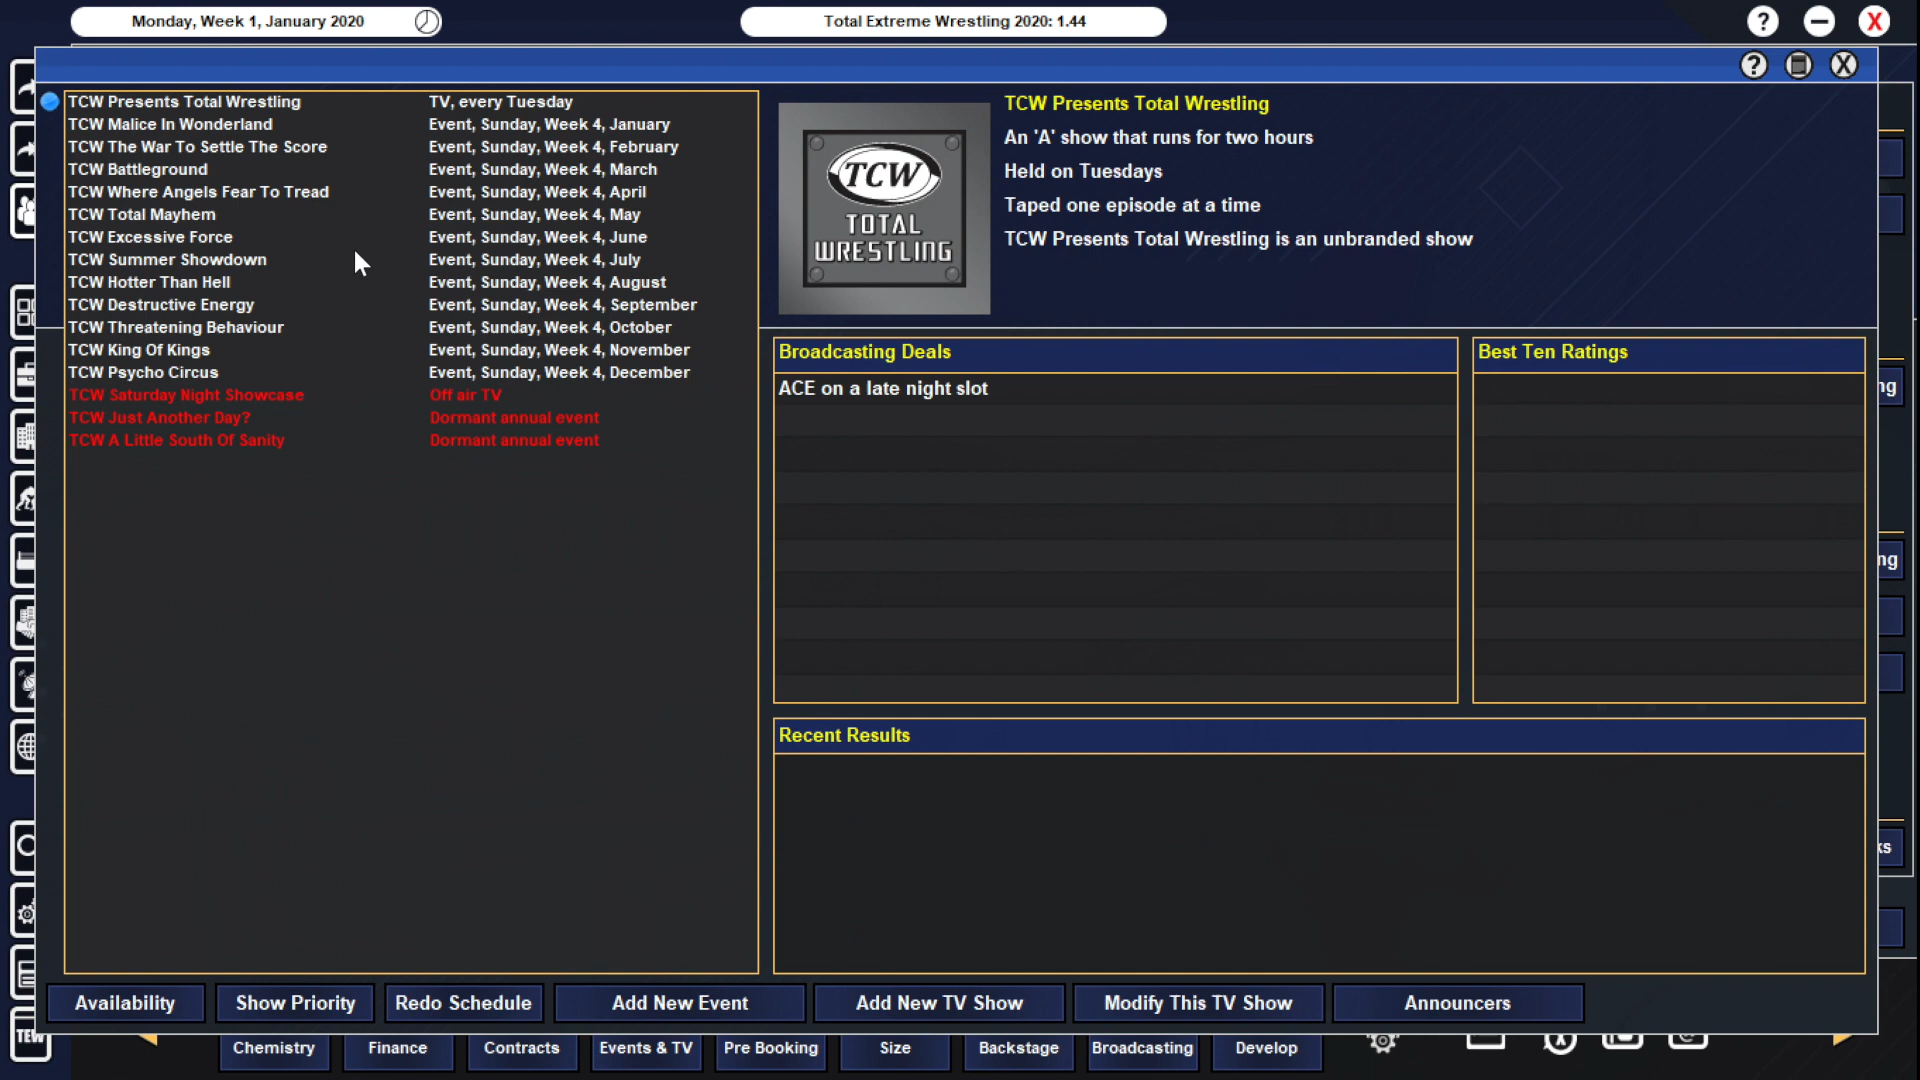 Monday, Week 1, January 2020
Total Extreme Wrestling 2020: 1.44
? X
? X
TCW Presents Total Wrestling TV, every Tuesday
TCW Malice In Wonderland Event, Sunday, Week 4, January
TCW The War To Settle The Score Event, Sunday, Week 4, February
TCW Battleground Event, Sunday, Week 4, March
TCW Where Angels Fear To Tread Event, Sunday, Week 4, April
TCW Total Mayhem Event, Sunday, Week 4, May
TCW Excessive Force Event, Sunday, Week 4, June
TCW Summer Showdown Event, Sunday, Week 4, July
TCW Hotter Than Hell Event, Sunday, Week 4, August
TCW Destructive Energy Event, Sunday, Week 4, September
TCW Threatening Behaviour Event, Sunday, Week 4, October
TCW King Of Kings Event, Sunday, Week 4, November
TCW Psycho Circus Event, Sunday, Week 4, December
TCW Saturday Night Showcase Off air TV
TCW Just Another Day? Dormant annual event
TCW A Little South Of Sanity Dormant annual event
TCW
TOTAL
WRESTLING
TCW Presents Total Wrestling
An 'A' show that runs for two hours
Held on Tuesdays
Taped one episode at a time
TCW Presents Total Wrestling is an unbranded show
Broadcasting Deals
ACE on a late night slot
Best Ten Ratings
Recent Results
ng
ng
ks
Availability
Show Priority
Redo Schedule
Add New Event
Add New TV Show
Modify This TV Show
Announcers
TEW
Chemistry
Finance
Contracts
Events & TV
Pre Booking
Size
Backstage
Broadcasting
Develop